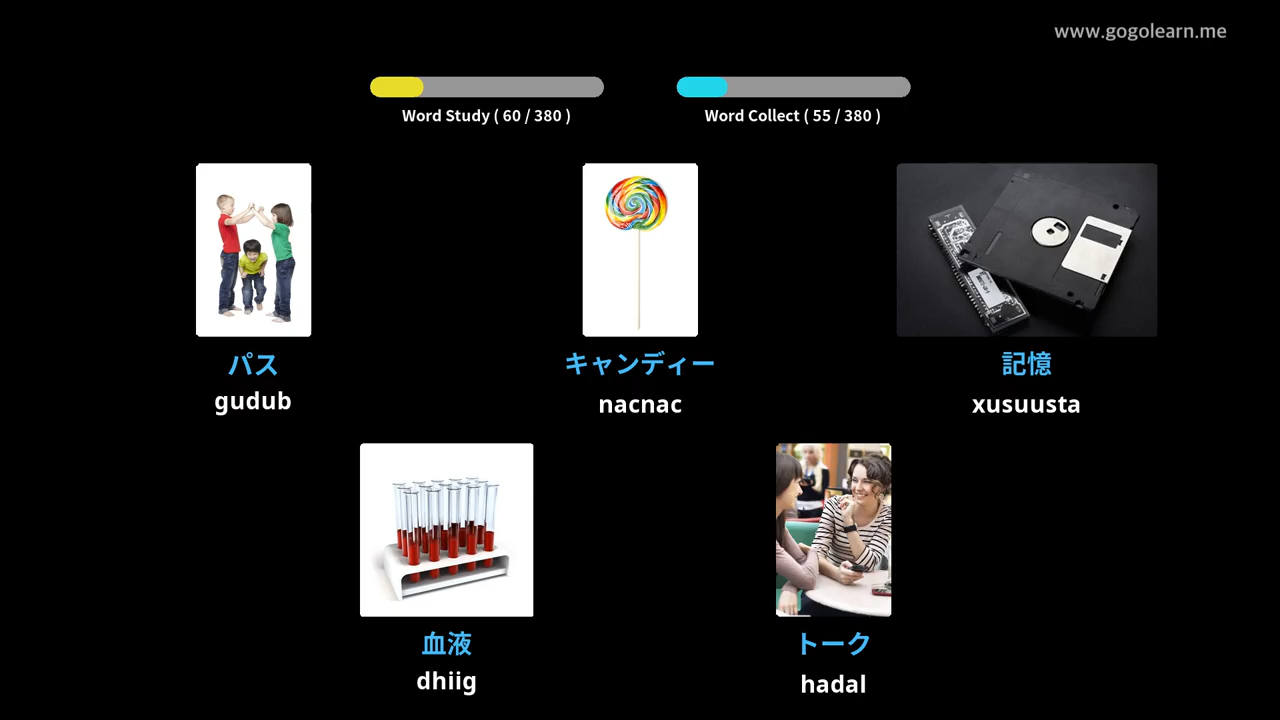 www.gogolearn.me
Word Study ( 60 / 380 )
Word Collect ( 55 / 380 )
パス
gudub
キャンディー
nacnac
記憶
xusuusta
血液
dhiig
トーク
hadal